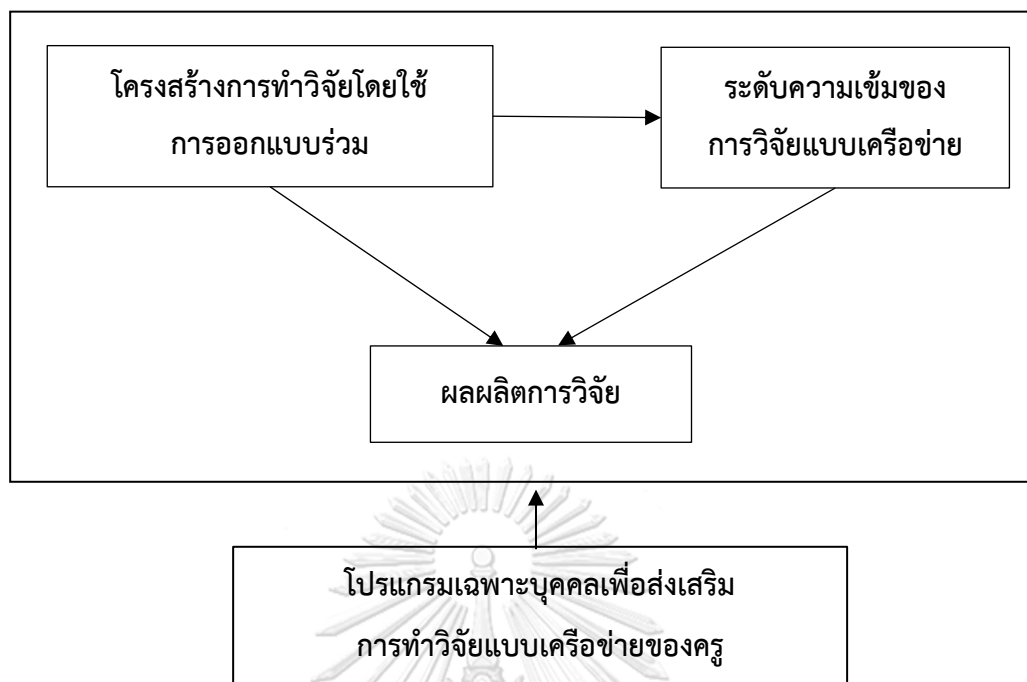 โครงสร้างการทำวิจัยโดยใช้
การออกแบบร่วม
ระดับความเข้มของ
การวิจัยแบบเครือข่าย
ผลผลิตการวิจัย
โปรแกรมเฉพาะบุคคลเพื่อส่งเสริม
การทำวิจัยแบบเครือข่ายของครู